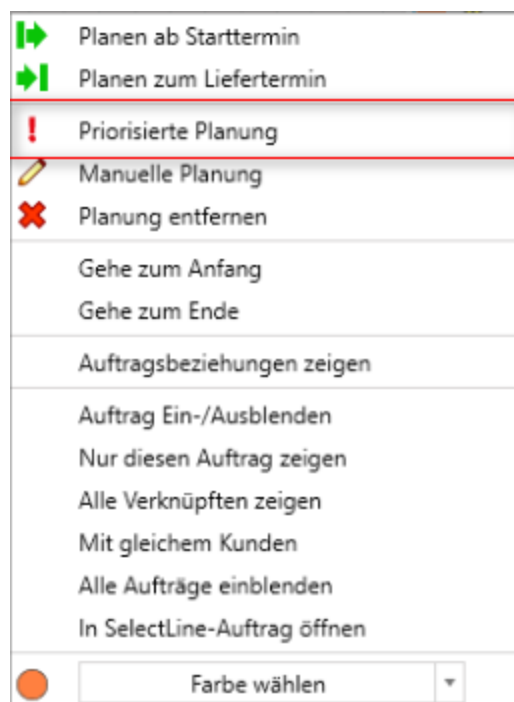 Planen ab Starttermin
Planen zum Liefertermin
Priorisierte Planung
Manuelle Planung
Planung entfernen
Gehe zum Anfang
Gehe zum Ende
Auftragsbeziehungen zeigen
Auftrag Ein-/Ausblenden
Nur diesen Auftrag zeigen
Alle Verknüpften zeigen
Mit gleichem Kunden
Alle Aufträge einblenden
In SelectLine-Auftrag öffnen
Farbe wählen